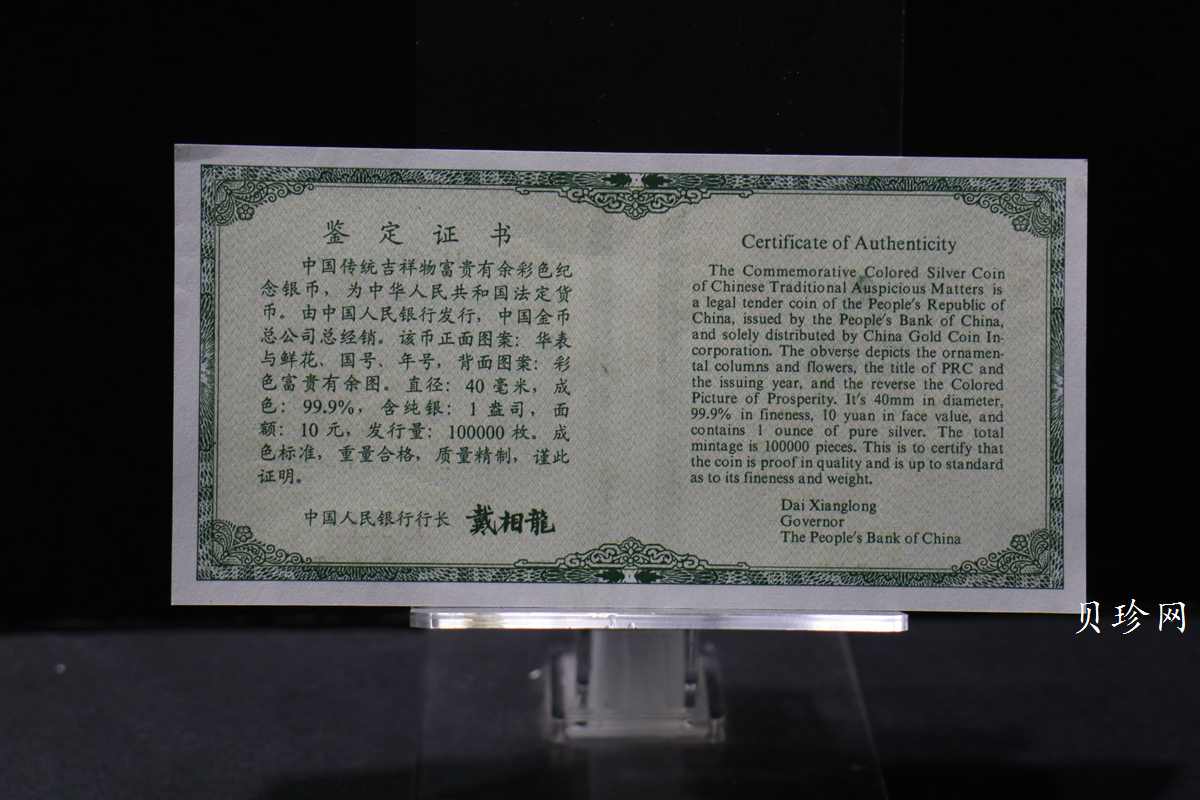 鉴定证书
中国传统吉祥物富贵有余彩色纪
念银币，为中华人民共和国法定货
币。由中国人民银行发行，中国金币
总公司总经销。该币正面图案：华表
与鲜花、国号、年号，背面图案：彩
色富贵有余图。直径：40毫米，成
色：99.9%，含纯银：1盎司，面
额：10元，发行量：100000枚。成
色标准，重量合格，质量精制，谨此
证明。
中国人民银行行长 戴相龍
Certificate of Authenticity
The Commemorative Colored Silver Coin
of Chinese Traditional Auspicious Matters is
a legal tender coin of the People's Republic of
China, issued by the People's Bank of China,
and solely distributed by China Gold Coin In-
corporation. The obverse depicts the ornamen-
tal columns and flowers, the title of PRC and
the issuing year, and the reverse the Colored
Picture of Prosperity. It's 40mm in diameter,
99.9% in fineness, 10 yuan in face value, and
contains 1 ounce of pure silver. The total
mintage is 100000 pieces. This is to certify that
the coin is proof in quality and is up to standard
as to its fineness and weight.
Dai Xianglong
Governor
The People's Bank of China
贝珍网